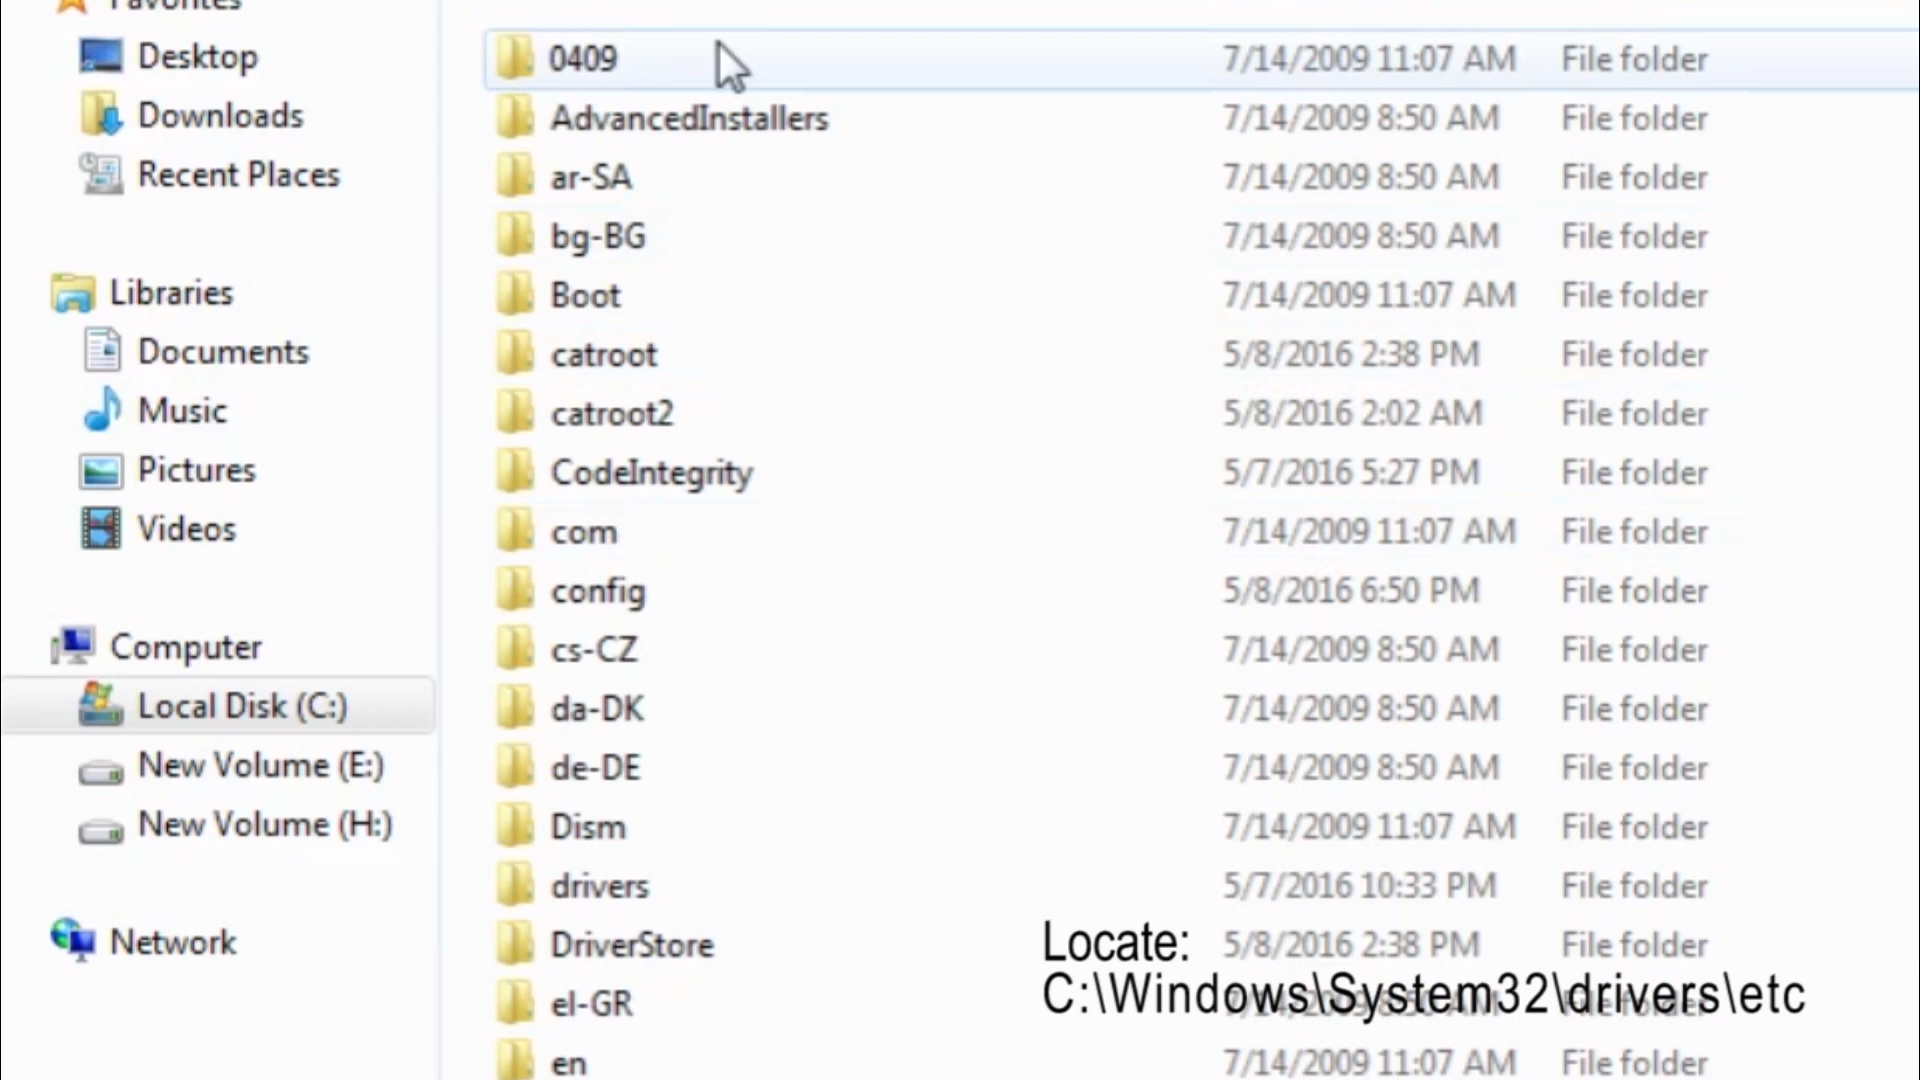 Favorites
Desktop
Downloads
Recent Places
Libraries
Documents
Music
Pictures
Videos
Computer
Local Disk (C:)
New Volume (E:)
New Volume (H:)
Network
0409 7/14/2009 11:07 AM File folder
AdvancedInstallers 7/14/2009 8:50 AM File folder
ar-SA 7/14/2009 8:50 AM File folder
bg-BG 7/14/2009 8:50 AM File folder
Boot 7/14/2009 11:07 AM File folder
catroot 5/8/2016 2:38 PM File folder
catroot2 5/8/2016 2:02 AM File folder
CodeIntegrity 5/7/2016 5:27 PM File folder
com 7/14/2009 11:07 AM File folder
config 5/8/2016 6:50 PM File folder
cs-CZ 7/14/2009 8:50 AM File folder
da-DK 7/14/2009 8:50 AM File folder
de-DE 7/14/2009 8:50 AM File folder
Dism 7/14/2009 11:07 AM File folder
drivers 5/7/2016 10:33 PM File folder
DriverStore 5/8/2016 2:38 PM File folder
el-GR 7/14/2009 8:50 AM File folder
en 7/14/2009 11:07 AM File folder
Locate:
C:\Windows\System32\drivers\etc